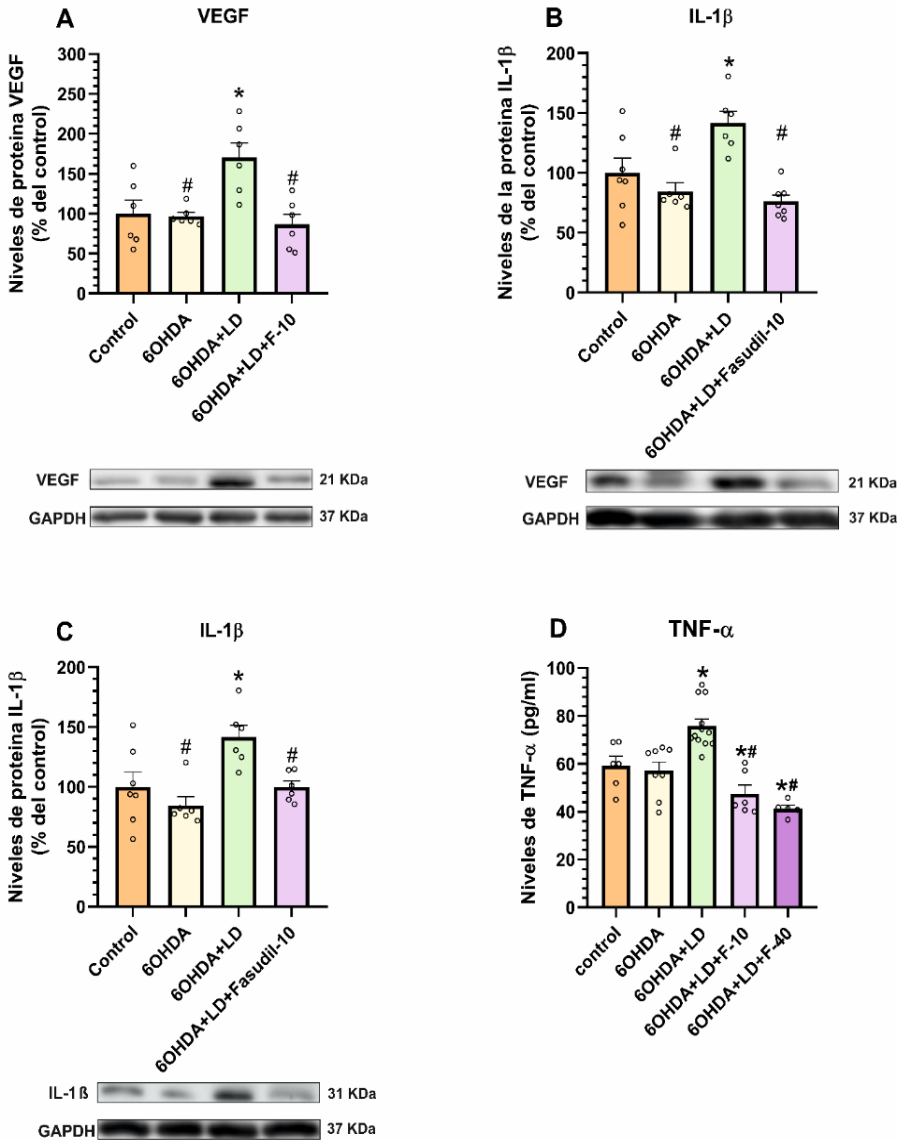 A
VEGF
Niveles de proteina VEGF
(% del control)
300
250
200
150
100
50
0
*
#
#
Control
6OHDA
6OHDA+LD
6OHDA+LD+F-10
VEGF
21 KDa
GAPDH
37 KDa
B
IL-1β
Niveles de la proteina IL-1β
(% del control)
200
150
100
50
0
#
*
#
Control
6OHDA
6OHDA+LD
6OHDA+LD+Fasudil-10
VEGF
21 KDa
GAPDH
37 KDa
C
IL-1β
Niveles de proteina IL-1β
(% del control)
200
150
100
50
0
#
*
#
Control
6OHDA
6OHDA+LD
6OHDA+LD+Fasudil-10
IL-1ß
31 KDa
GAPDH
37 KDa
D
TNF-α
Niveles de TNF-α (pg/ml)
100
80
60
40
20
0
*
*#
*#
control
6OHDA
6OHDA+LD
6OHDA+LD+F-10
6OHDA+LD+F-40